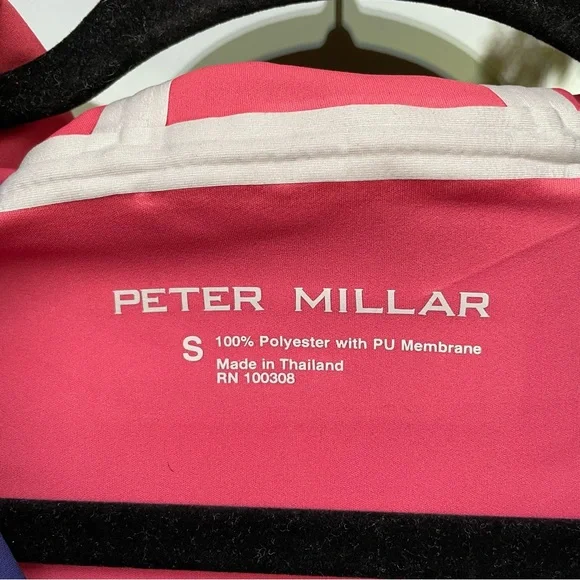 PETER MILLAR
S 100% Polyester with PU Membrane
Made in Thailand
RN 100308